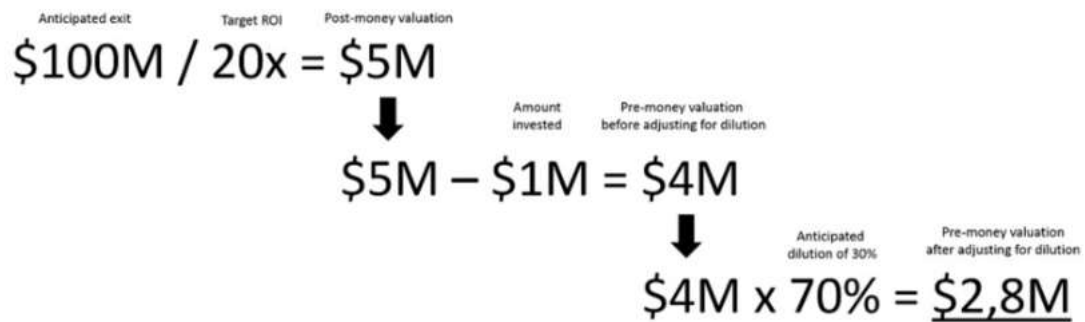 Anticipated exit Target ROI Post-money valuation
$100M / 20x = $5M
Amount invested
Pre-money valuation before adjusting for dilution
$5M – $1M = $4M
Anticipated dilution of 30%
Pre-money valuation after adjusting for dilution
$4M x 70% = $2,8M